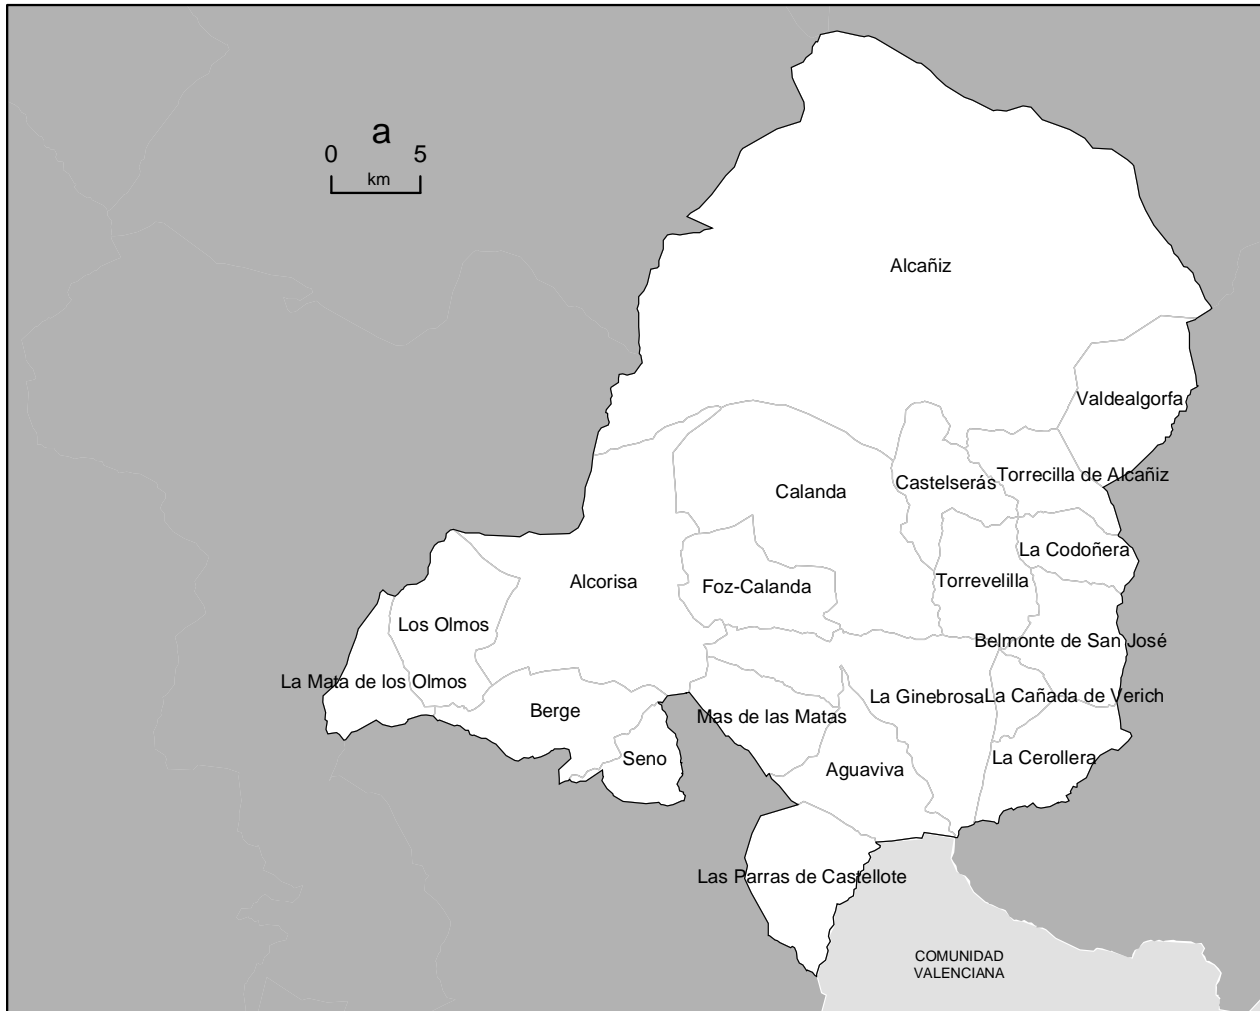 a
0 5
km
Alcañiz
Valdealgorfa
Torrecilla de Alcañiz
Castelserás
Calanda
La Codoñera
Alcorisa
Foz-Calanda
Torrevelilla
Los Olmos
Belmonte de San José
La Mata de los Olmos
La Ginebrosa
La Cañada de Verich
Berge
Mas de las Matas
Seno
La Cerollera
Aguaviva
Las Parras de Castellote
COMUNIDAD
VALENCIANA